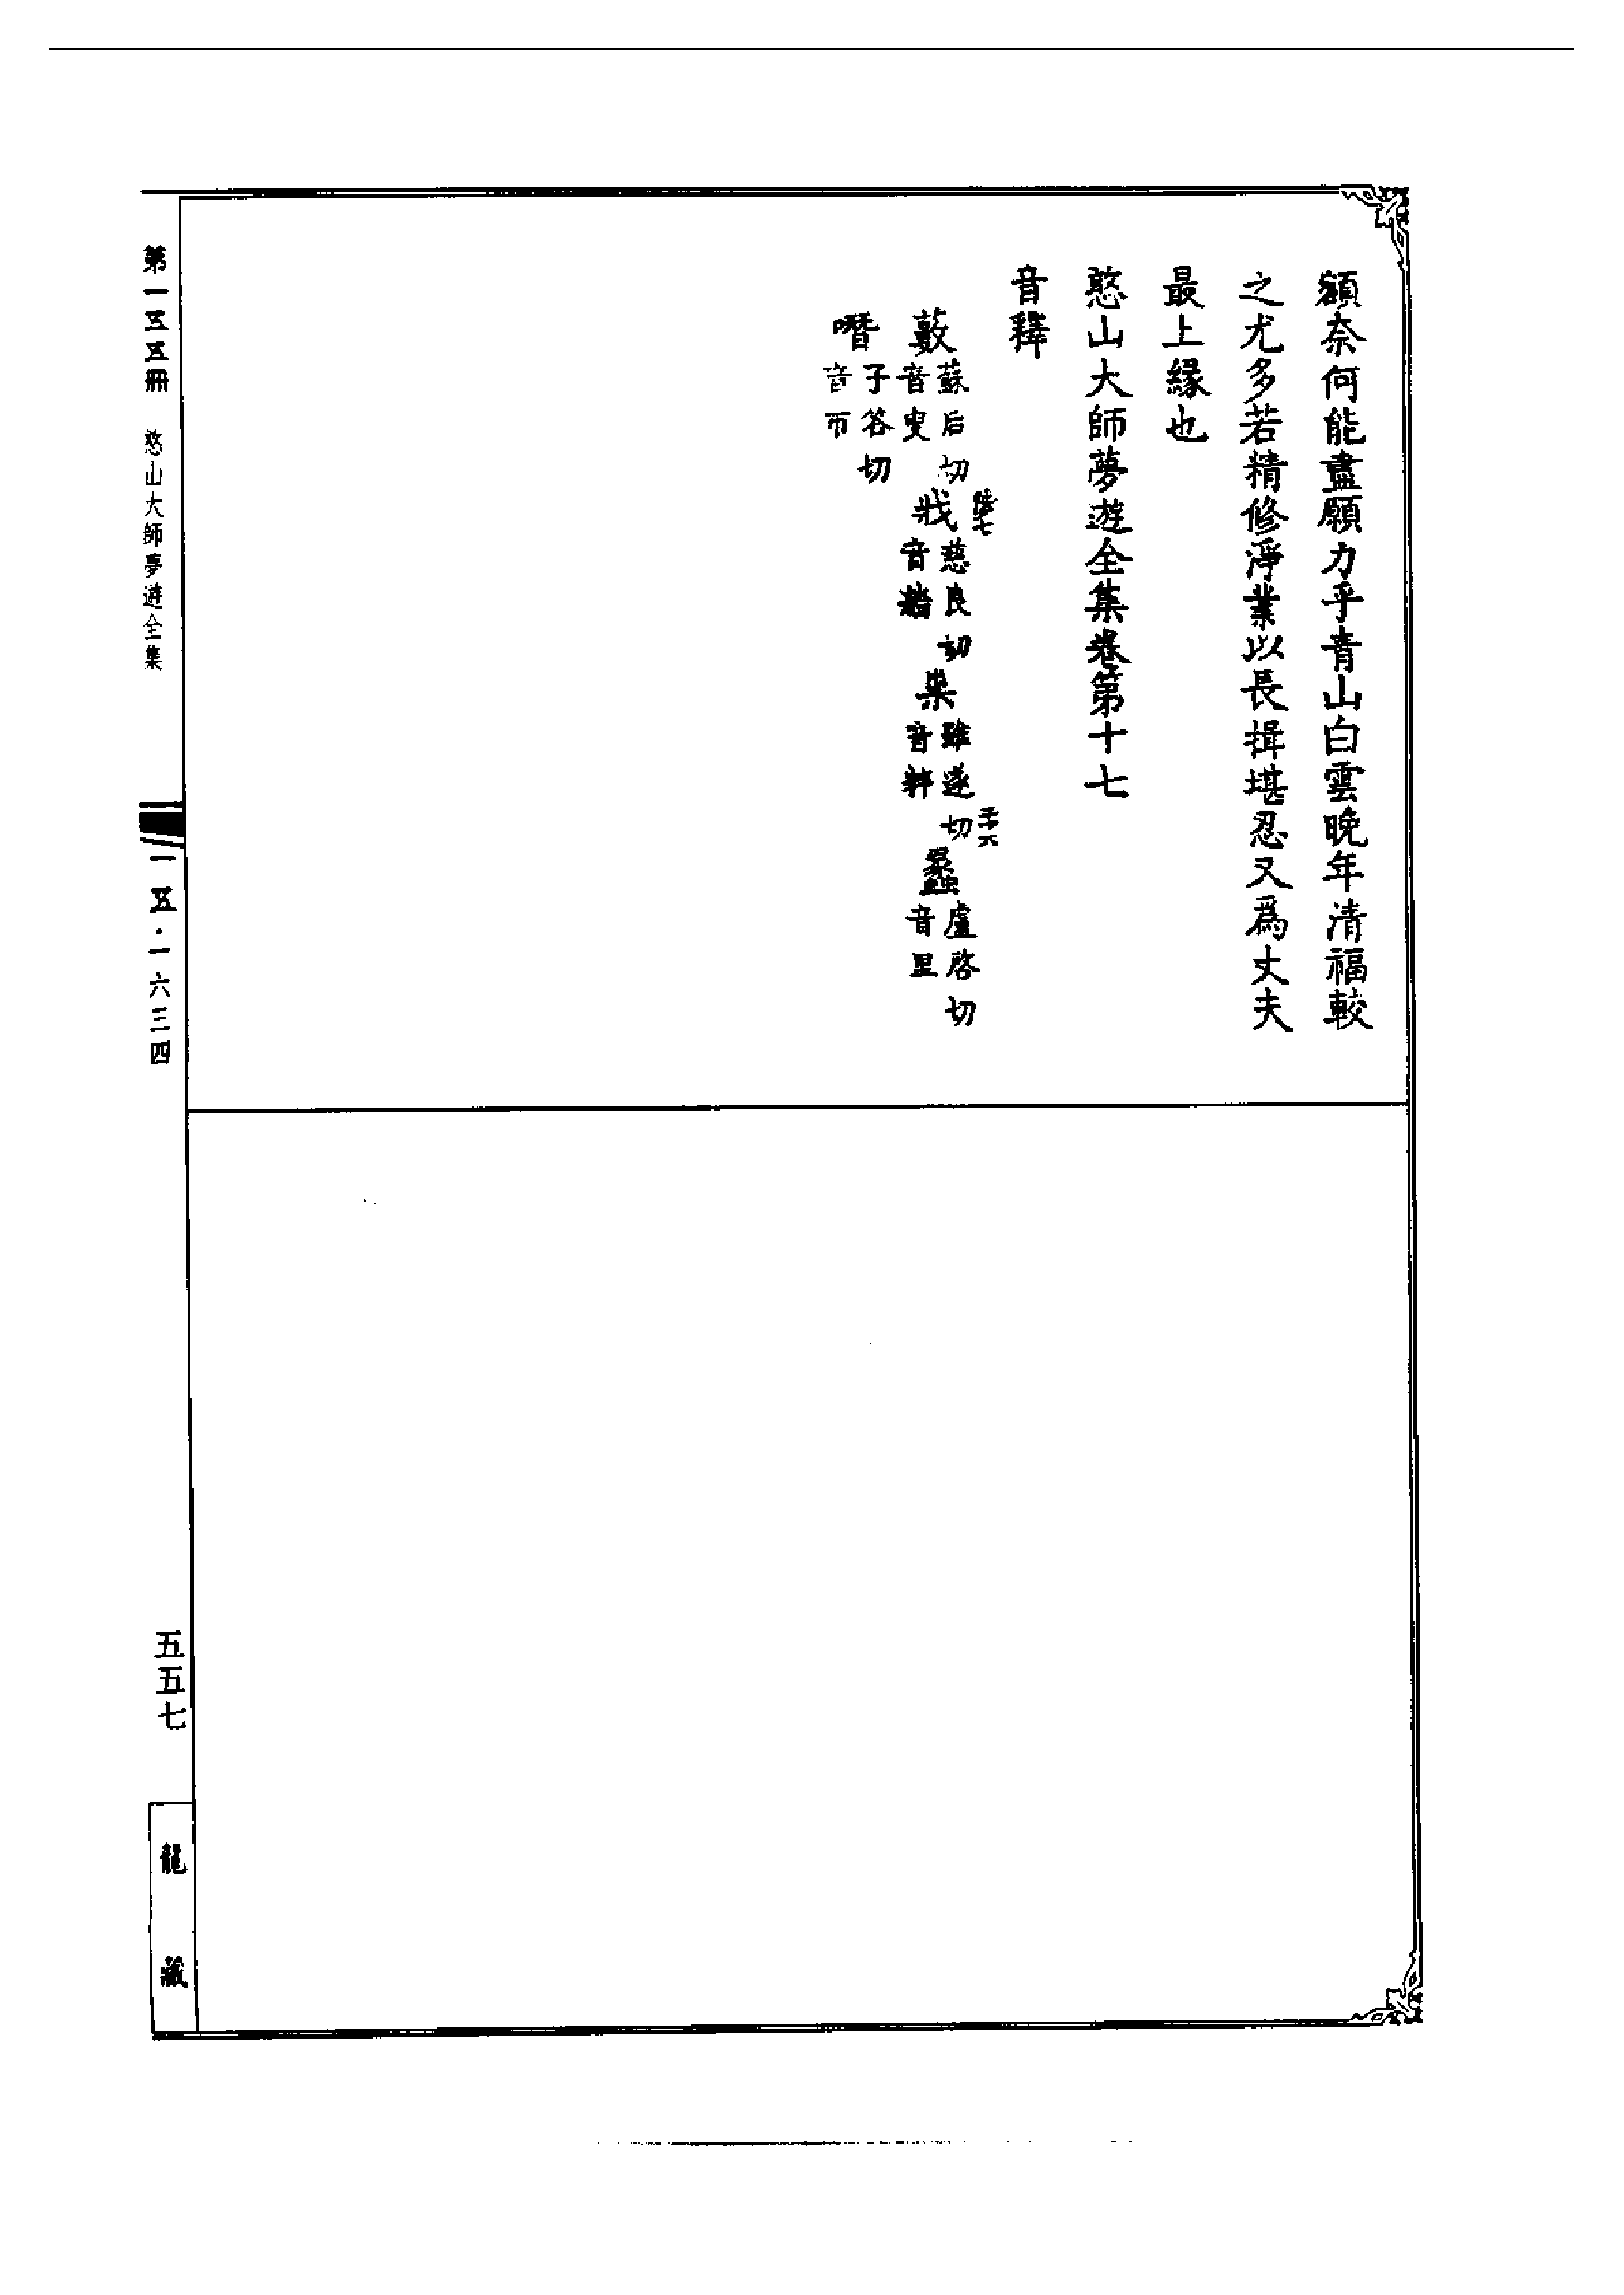 額奈何能盡願力乎青山白雲晚年清福較
之尤多若精修淨業以長揖堪忍又為丈夫
最上緣也
憨山大師夢遊全集卷第十七
音釋
藪蘇后切音叟戕慈良切音牆祟雖遂切音粹蠡盧啓切音里
噆子答切音帀
第一五五冊 憨山大師夢遊全集 一五·一六三四 五五七
龍藏